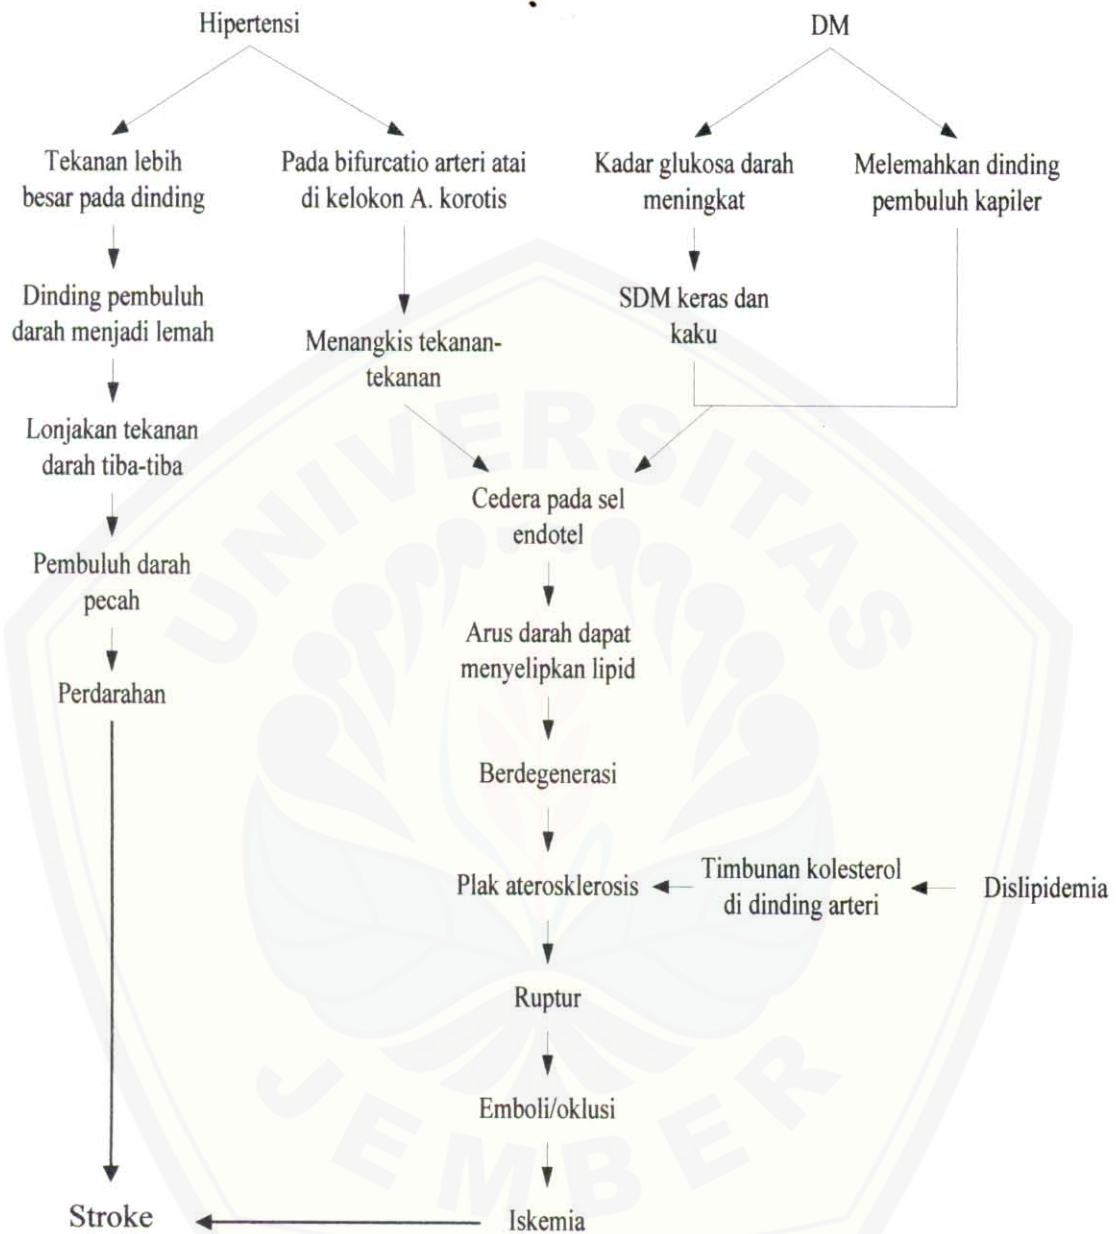 Hipertensi
DM
Tekanan lebih
besar pada dinding
Pada bifurcatio arteri atai
di kelokon A. korotis
Kadar glukosa darah
meningkat
Melemahkan dinding
pembuluh kapiler
Dinding pembuluh
darah menjadi lemah
Menangkis tekanan-
tekanan
SDM keras dan
kaku
Lonjakan tekanan
darah tiba-tiba
Cedera pada sel
endotel
Pembuluh darah
pecah
Arus darah dapat
menyelipkan lipid
Perdarahan
Berdegenerasi
Plak aterosklerosis
Timbunan kolesterol
di dinding arteri
Dislipidemia
Ruptur
Emboli/oklusi
Iskemia
Stroke
UNIVERSITAS
JEMBER